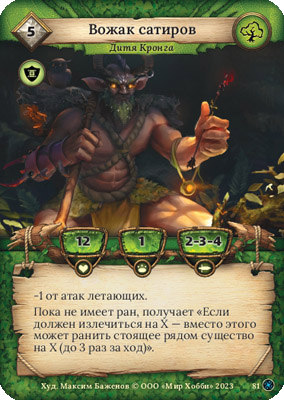 5
Вожак сатиров
Дитя Кронга
II
12
1
2-3-4
-1 от атак летающих.
Пока не имеет ран, получает «Если
должен излечиться на X — вместо этого
может ранить стоящее рядом существо
на X (до 3 раз за ход)».
Худ. Максим Баженов © ООО «Мир Хобби» 2023
81